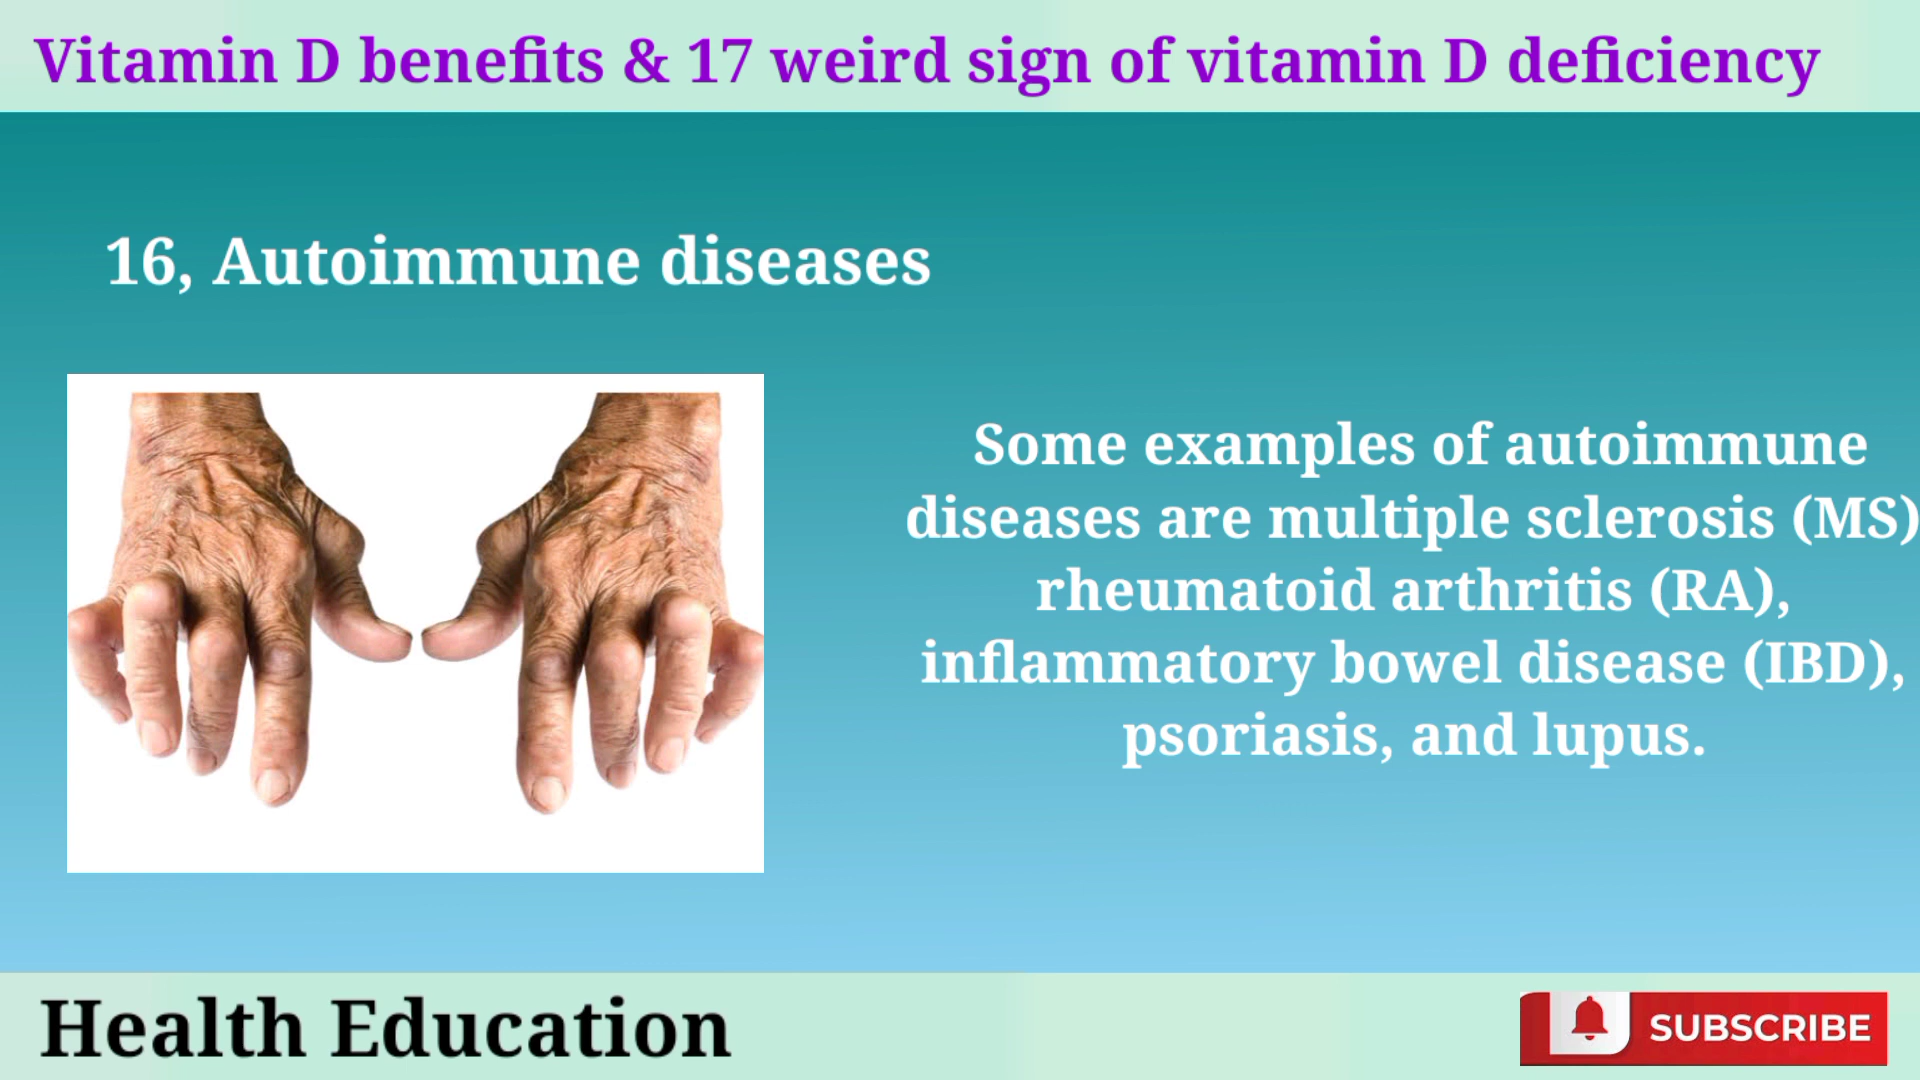 Vitamin D benefits & 17 weird sign of vitamin D deficiency
16, Autoimmune diseases
Some examples of autoimmune
diseases are multiple sclerosis (MS)
rheumatoid arthritis (RA),
inflammatory bowel disease (IBD),
psoriasis, and lupus.
Health Education
SUBSCRIBE